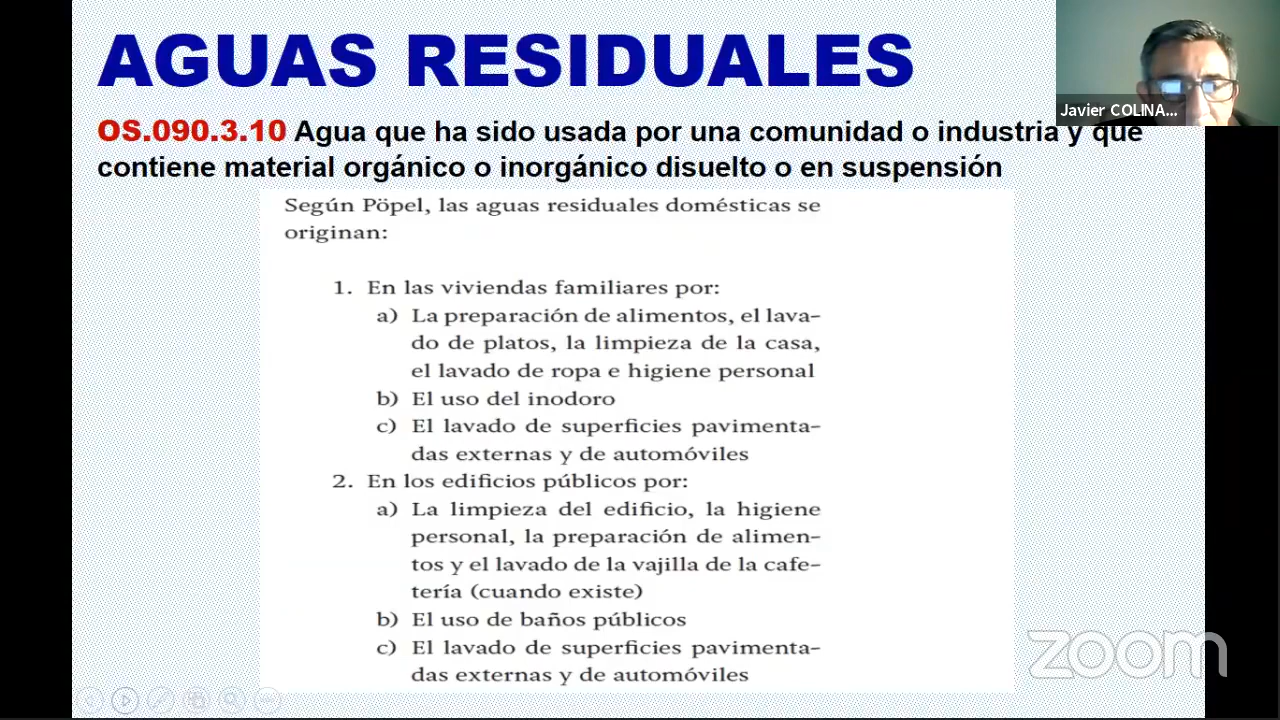 AGUAS RESIDUALES
Javier COLINA...
OS.090.3.10 Agua que ha sido usada por una comunidad o industria y que
contiene material orgánico o inorgánico disuelto o en suspensión
Según Pöpel, las aguas residuales domésticas se
originan:
1. En las viviendas familiares por:
a) La preparación de alimentos, el lava-
do de platos, la limpieza de la casa,
el lavado de ropa e higiene personal
b) El uso del inodoro
c) El lavado de superficies pavimenta-
das externas y de automóviles
2. En los edificios públicos por:
a) La limpieza del edificio, la higiene
personal, la preparación de alimen-
tos y el lavado de la vajilla de la cafe-
tería (cuando existe)
b) El uso de baños públicos
c) El lavado de superficies pavimenta-
das externas y de automóviles
zoom